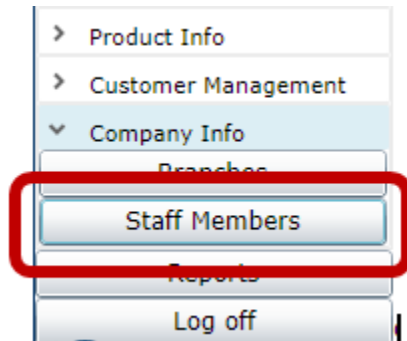 Product Info
Customer Management
Company Info
Branches
Staff Members
Reports
Log off